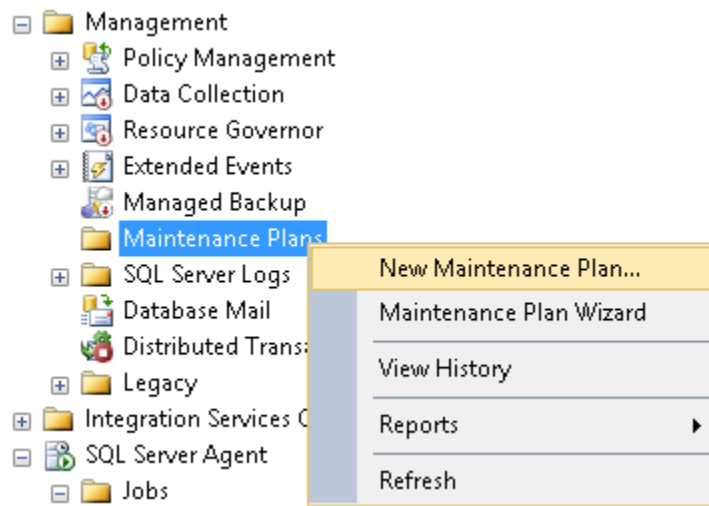 Management
Policy Management
Data Collection
Resource Governor
Extended Events
Managed Backup
Maintenance Plans
SQL Server Logs
Database Mail
Distributed
Legacy
Integration Services
SQL Server Agent
Jobs
New Maintenance Plan...
Maintenance Plan Wizard
View History
Reports
Refresh